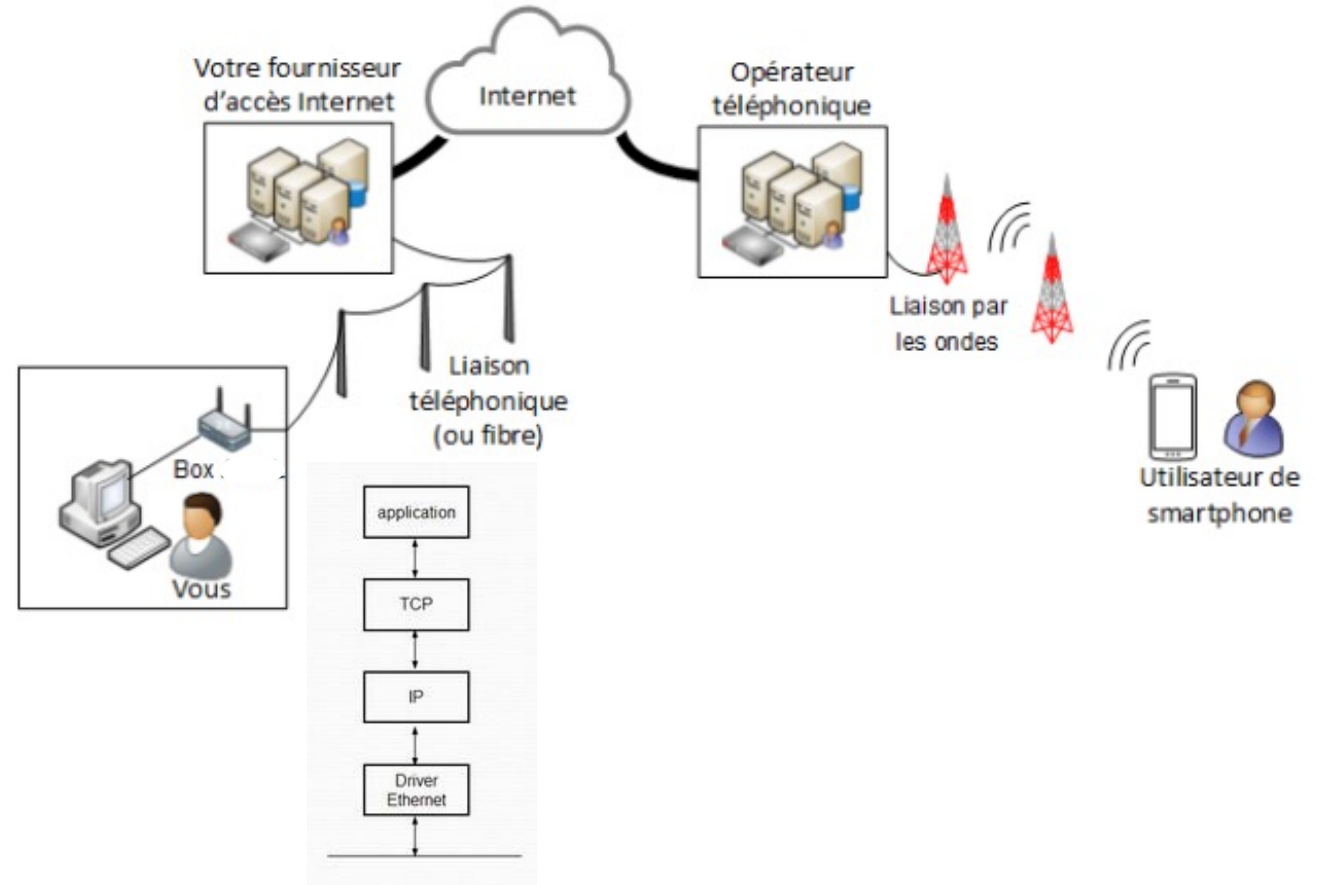 Votre fournisseur
d'accès Internet
Internet
Opérateur
téléphonique
Liaison par
les ondes
Liaison
téléphonique
(ou fibre)
Box
Vous
Utilisateur de
smartphone
application
TCP
IP
Driver
Ethernet